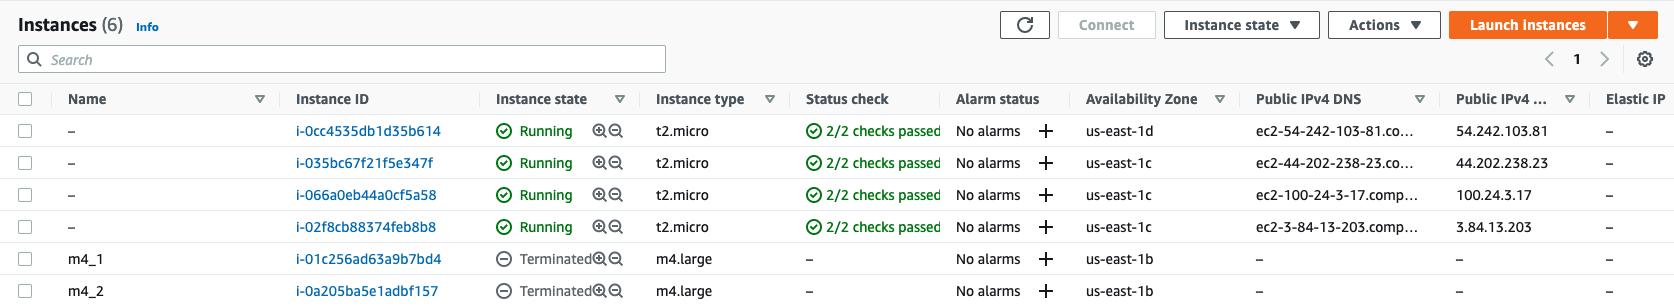 Instances (6) Info Connect Instance state Actions Launch instances
Search 1
Name Instance ID Instance state Instance type Status check Alarm status Availability Zone Public IPv4 DNS Public IPv4 ... Elastic IP
– i-0cc4535db1d35b614 Running t2.micro 2/2 checks passed No alarms + us-east-1d ec2-54-242-103-81.co... 54.242.103.81 –
– i-035bc67f21f5e347f Running t2.micro 2/2 checks passed No alarms + us-east-1c ec2-44-202-238-23.co... 44.202.238.23 –
– i-066a0eb44a0cf5a58 Running t2.micro 2/2 checks passed No alarms + us-east-1c ec2-100-24-3-17.comp... 100.24.3.17 –
– i-02f8cb88374feb8b8 Running t2.micro 2/2 checks passed No alarms + us-east-1c ec2-3-84-13-203.comp... 3.84.13.203 –
m4_1 i-01c256ad63a9b7bd4 Terminated m4.large – No alarms + us-east-1b – – –
m4_2 i-0a205ba5e1adbf157 Terminated m4.large – No alarms + us-east-1b – – –